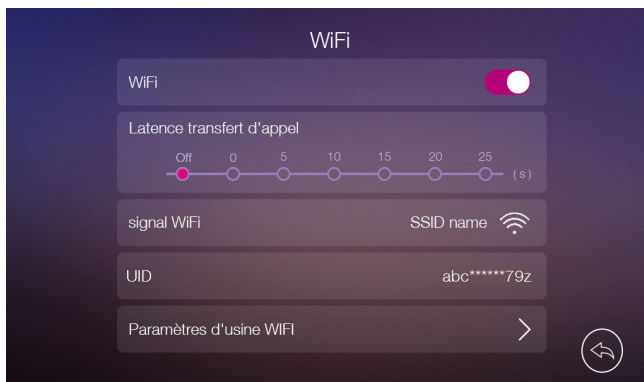 WiFi
WiFi
Latence transfert d'appel
Off 0 5 10 15 20 25 (s)
signal WiFi SSID name
UID abc******79z
Paramètres d'usine WIFI